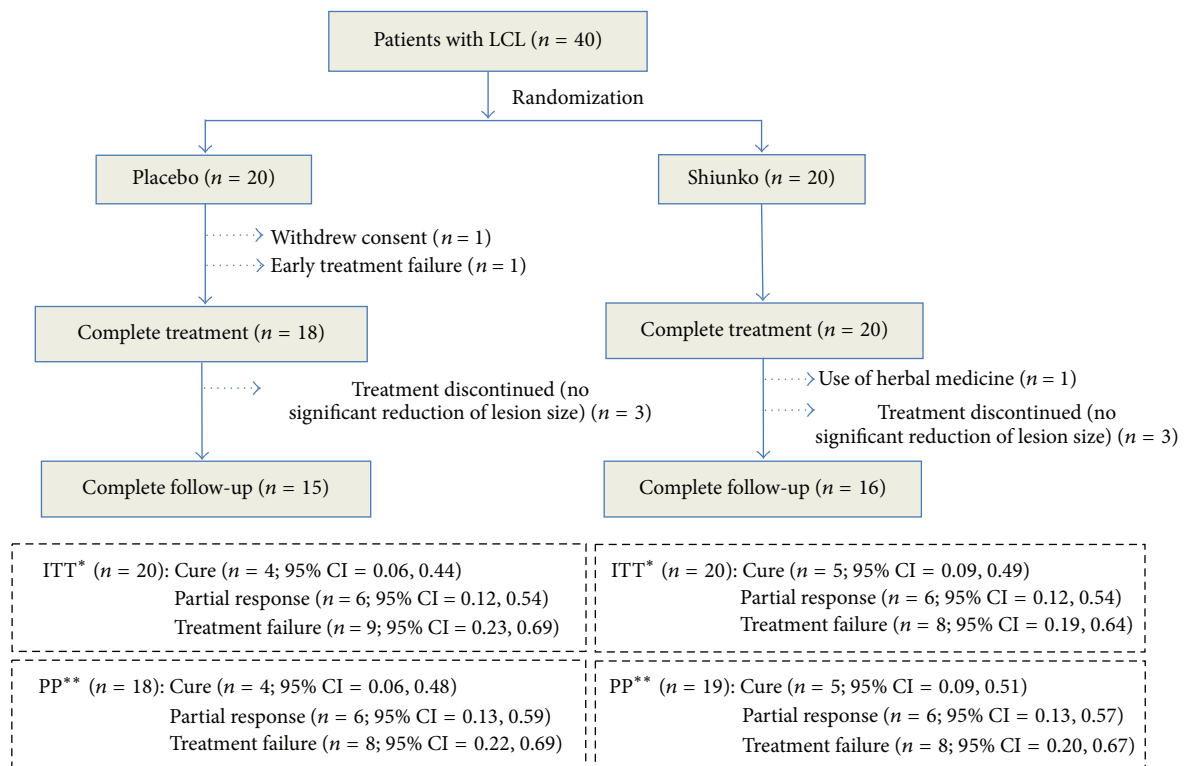 Patients with LCL (n = 40)
Randomization
Placebo (n = 20)
Shiunko (n = 20)
Withdrew consent (n = 1)
Early treatment failure (n = 1)
Complete treatment (n = 18)
Complete treatment (n = 20)
Treatment discontinued (no
significant reduction of lesion size) (n = 3)
Use of herbal medicine (n = 1)
Treatment discontinued (no
significant reduction of lesion size) (n = 3)
Complete follow-up (n = 15)
Complete follow-up (n = 16)
ITT* (n = 20): Cure (n = 4; 95% CI = 0.06, 0.44)
Partial response (n = 6; 95% CI = 0.12, 0.54)
Treatment failure (n = 9; 95% CI = 0.23, 0.69)
ITT* (n = 20): Cure (n = 5; 95% CI = 0.09, 0.49)
Partial response (n = 6; 95% CI = 0.12, 0.54)
Treatment failure (n = 8; 95% CI = 0.19, 0.64)
PP** (n = 18): Cure (n = 4; 95% CI = 0.06, 0.48)
Partial response (n = 6; 95% CI = 0.13, 0.59)
Treatment failure (n = 8; 95% CI = 0.22, 0.69)
PP** (n = 19): Cure (n = 5; 95% CI = 0.09, 0.51)
Partial response (n = 6; 95% CI = 0.13, 0.57)
Treatment failure (n = 8; 95% CI = 0.20, 0.67)